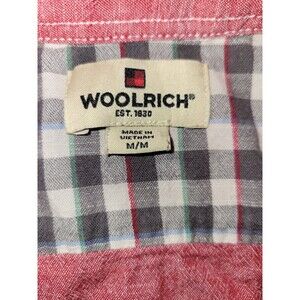 WOOLRICH®
EST. 1830
MADE IN
VIETNAM
M/M